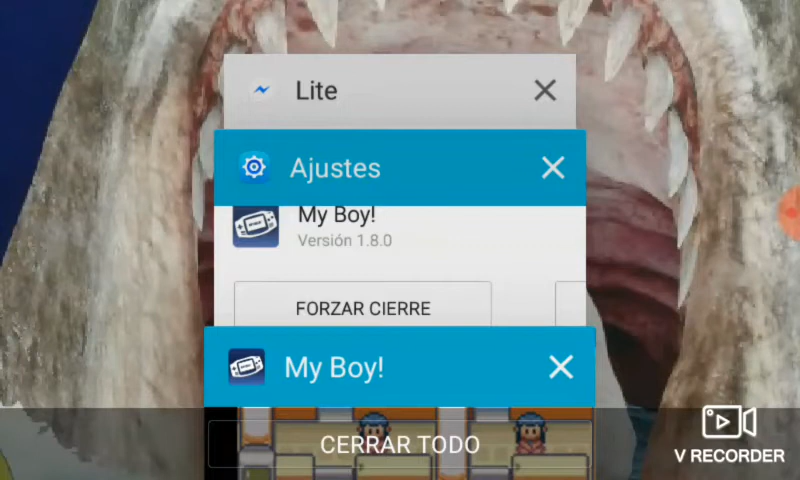 Lite
Ajustes
My Boy!
Versión 1.8.0
FORZAR CIERRE
My Boy!
CERRAR TODO
V RECORDER